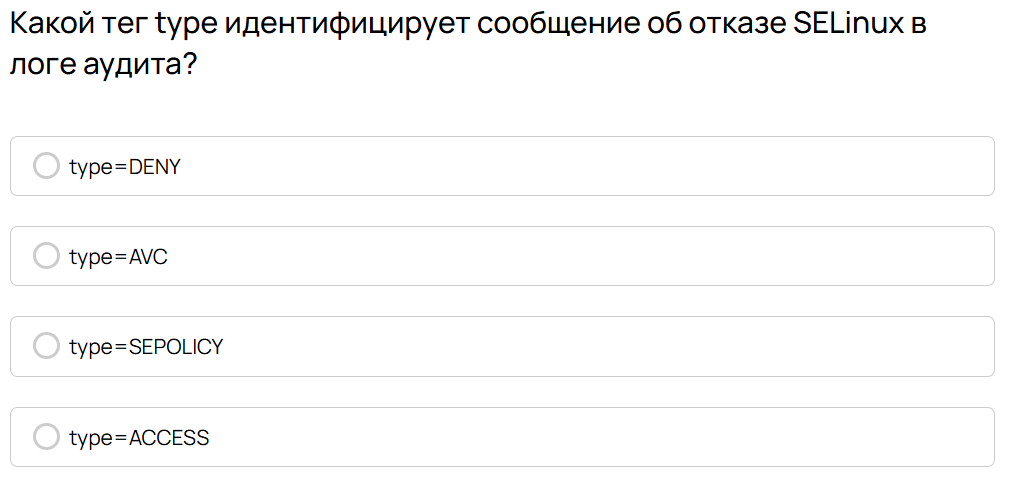 Какой тег type идентифицирует сообщение об отказе SELinux в
логе аудита?
type=DENY
type=AVC
type=SEPOLICY
type=ACCESS